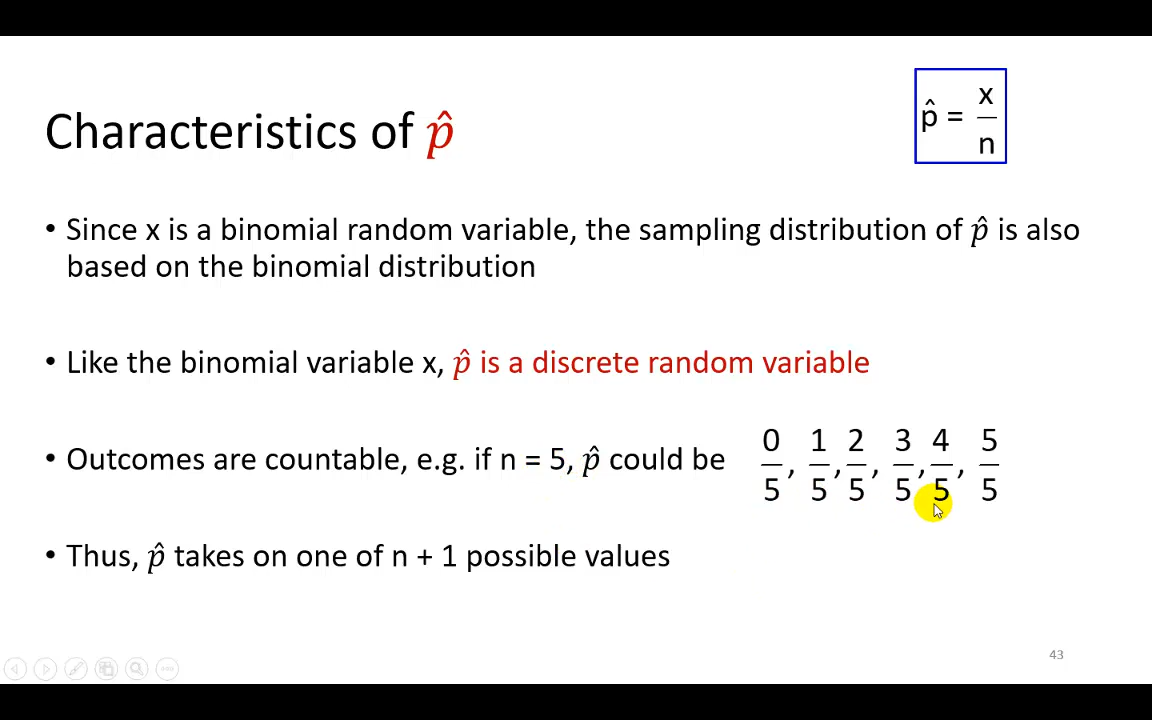 Characteristics of p̂
p̂ = x/n
• Since x is a binomial random variable, the sampling distribution of p̂ is also
based on the binomial distribution
• Like the binomial variable x, p̂ is a discrete random variable
• Outcomes are countable, e.g. if n = 5, p̂ could be 0/5, 1/5, 2/5, 3/5, 4/5, 5/5
• Thus, p̂ takes on one of n + 1 possible values
43